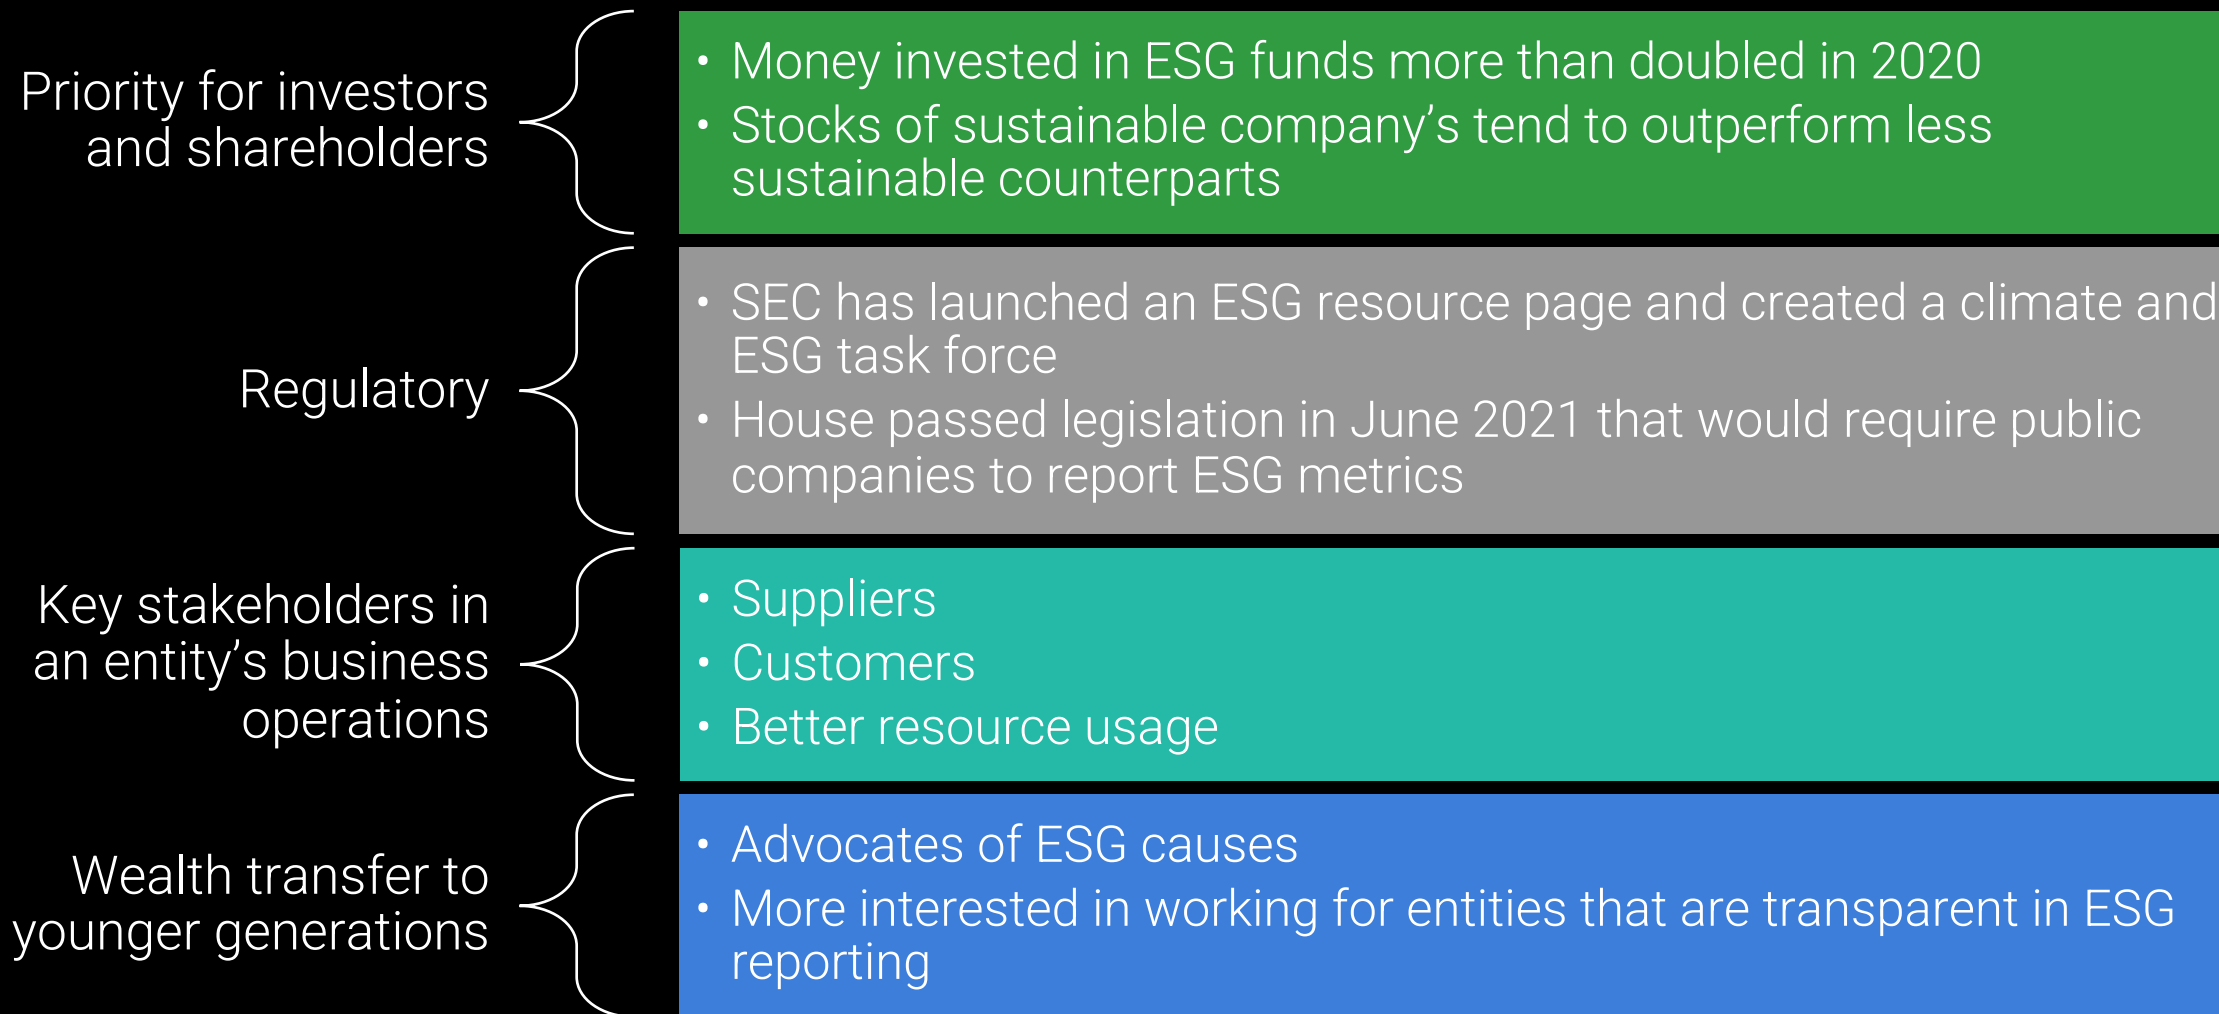 Priority for investors
and shareholders
• Money invested in ESG funds more than doubled in 2020
• Stocks of sustainable company’s tend to outperform less
sustainable counterparts
Regulatory
• SEC has launched an ESG resource page and created a climate and
ESG task force
• House passed legislation in June 2021 that would require public
companies to report ESG metrics
Key stakeholders in
an entity’s business
operations
• Suppliers
• Customers
• Better resource usage
Wealth transfer to
younger generations
• Advocates of ESG causes
• More interested in working for entities that are transparent in ESG
reporting